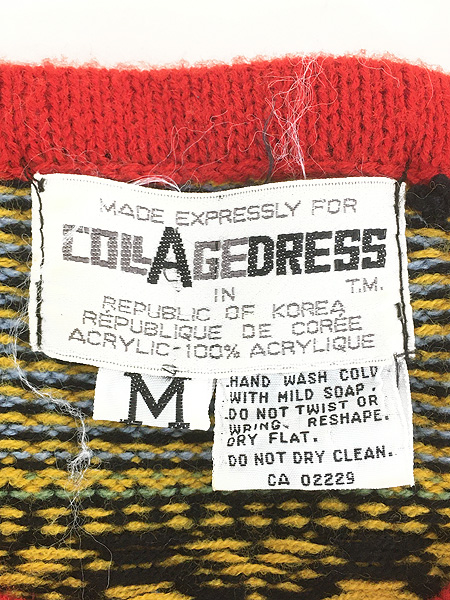 MADE EXPRESSLY FOR
COLLAGEDRESS
T.M.
IN
REPUBLIC OF KOREA
RÉPUBLIQUE DE CORÉE
ACRYLIC-100% ACRYLIQUE
M
HAND WASH COLD
WITH MILD SOAP.
DO NOT TWIST OR
WRING. RESHAPE.
DRY FLAT.
DO NOT DRY CLEAN.
CA 02229